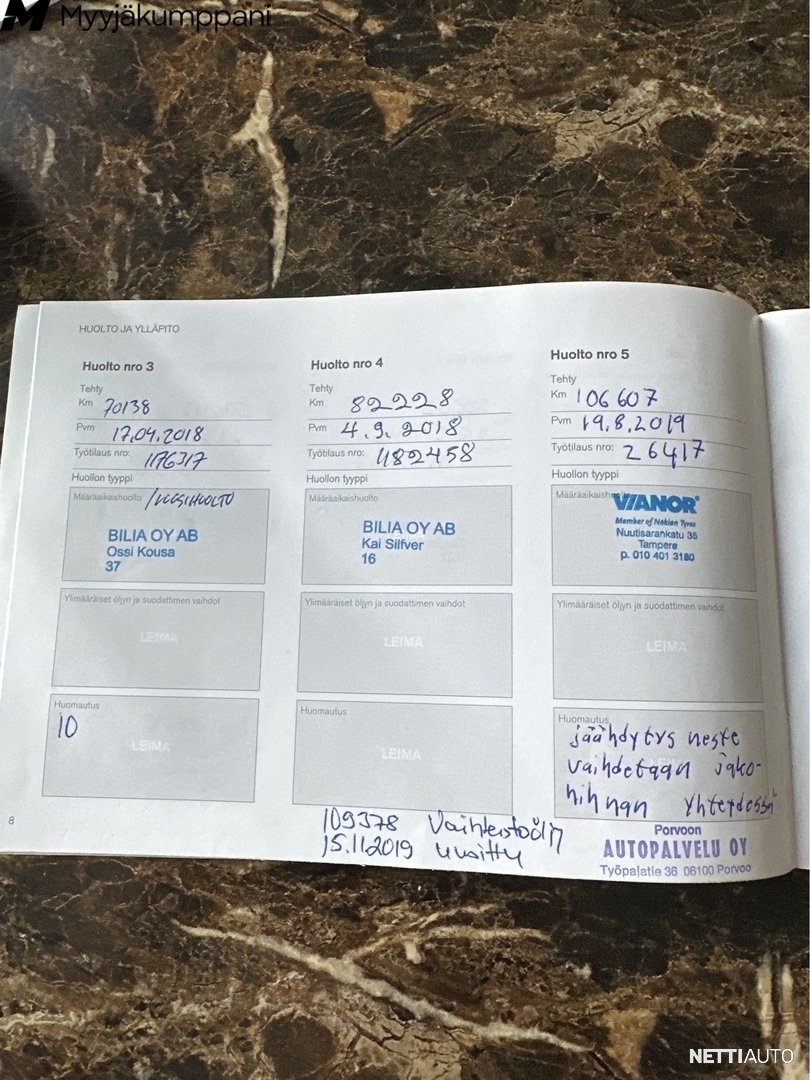 Myyjäkumppani
HUOLTO JA YLLÄPITO
Huolto nro 3
Tehty
Km 70138
Pvm 17.04.2018
Työtilaus nro: 1176317
Huollon tyyppi
Määräaikaishuolto /VUOSIHUOLTO
BILIA OY AB
Ossi Kousa
37
Ylimääräiset öljyn ja suodattimen vaihdot
LEIMA
Huomautus
10
LEIMA
8
Huolto nro 4
Tehty
Km 82228
Pvm 4.9.2018
Työtilaus nro: 1182458
Huollon tyyppi
Määräaikaishuolto
BILIA OY AB
Kai Silfver
16
Ylimääräiset öljyn ja suodattimen vaihdot
LEIMA
Huomautus
LEIMA
Huolto nro 5
Tehty
Km 106607
Pvm 19.8.2019
Työtilaus nro: 26417
Huollon tyyppi
VIANOR
Member of Nokian Tyres
Nuutisarankatu 35
Tampere
p. 010 401 3180
Ylimääräiset öljyn ja suodattimen vaihdot
LEIMA
Huomautus
jäähdytys neste
vaihdetaan jako-
hihnan yhteydessä
109378 Vaihteistoöljy
15.11.2019 uusittu
Porvoon
AUTOPALVELU OY
Työpajatie 36 06100 Porvoo
NETTIAUTO